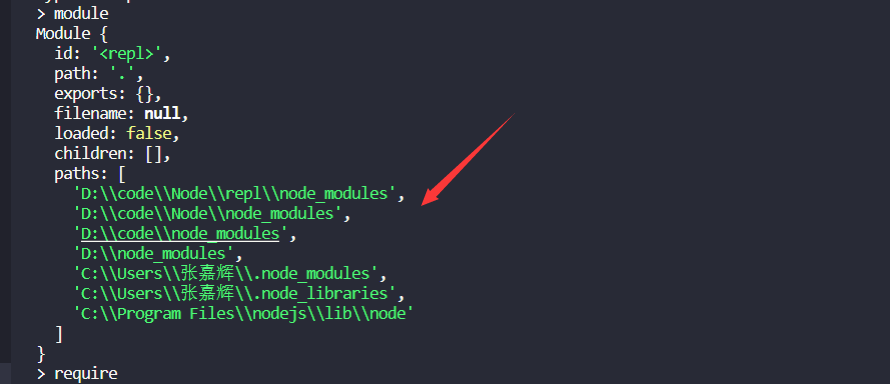 > module
Module {
  id: '<repl>',
  path: '.',
  exports: {},
  filename: null,
  loaded: false,
  children: [],
  paths: [
    'D:\\code\\Node\\repl\\node_modules',
    'D:\\code\\Node\\node_modules',
    'D:\\code\\node_modules',
    'D:\\node_modules',
    'C:\\Users\\张嘉辉\\.node_modules',
    'C:\\Users\\张嘉辉\\.node_libraries',
    'C:\\Program Files\\nodejs\\lib\\node'
  ]
}
> require